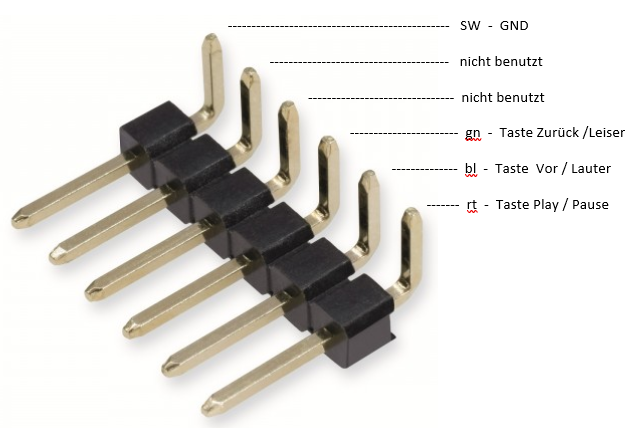 SW - GND
nicht benutzt
nicht benutzt
gn - Taste Zurück /Leiser
bl - Taste Vor / Lauter
rt - Taste Play / Pause